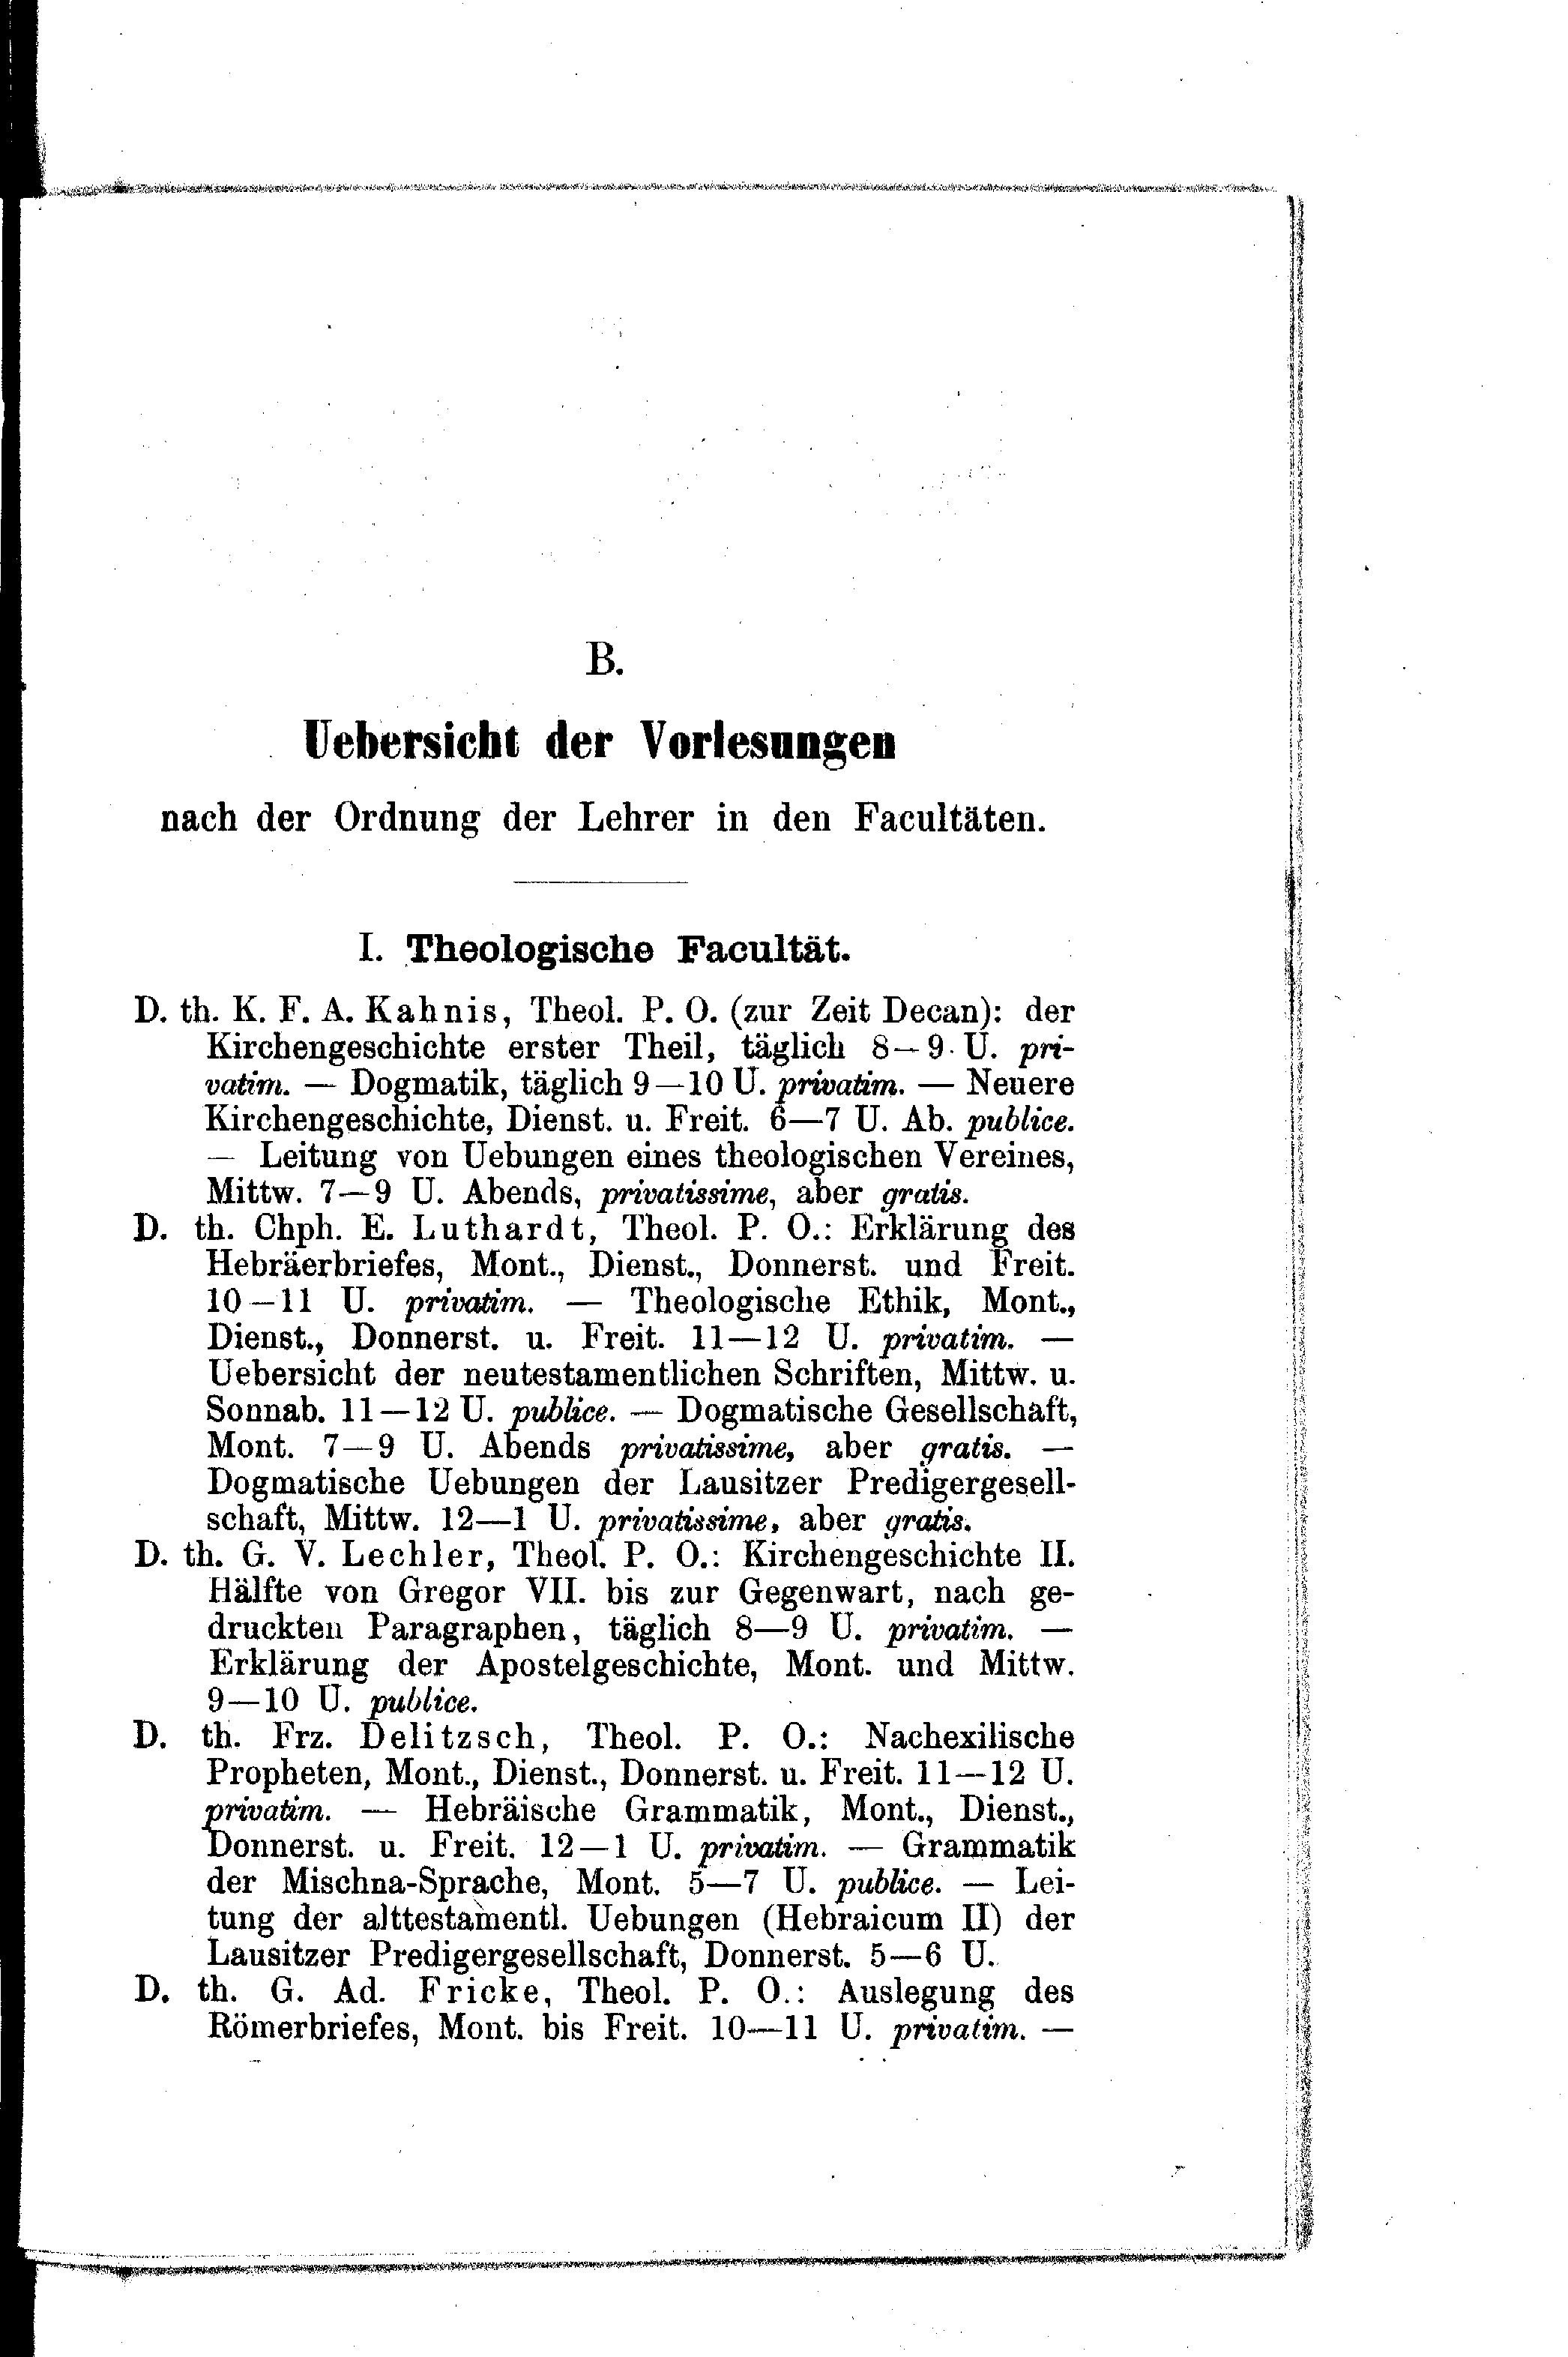 B.
Uebersicht der Vorlesungen
nach der Ordnung der Lehrer in den Facultäten.
I. Theologische Facultät.
D. th. K. F. A. Kahnis, Theol. P. O. (zur Zeit Decan): der
Kirchengeschichte erster Theil, täglich 8—9 U. pri-
vatim. — Dogmatik, täglich 9—10 U. privatim. — Neuere
Kirchengeschichte, Dienst. u. Freit. 6—7 U. Ab. publice.
— Leitung von Uebungen eines theologischen Vereines,
Mittw. 7—9 U. Abends, privatissime, aber gratis.
D. th. Chph. E. Luthardt, Theol. P. O.: Erklärung des
Hebräerbriefes, Mont., Dienst., Donnerst. und Freit.
10—11 U. privatim. — Theologische Ethik, Mont.,
Dienst., Donnerst. u. Freit. 11—12 U. privatim. —
Uebersicht der neutestamentlichen Schriften, Mittw. u.
Sonnab. 11—12 U. publice. — Dogmatische Gesellschaft,
Mont. 7—9 U. Abends privatissime, aber gratis. —
Dogmatische Uebungen der Lausitzer Predigergesell-
schaft, Mittw. 12—1 U. privatissime, aber gratis.
D. th. G. V. Lechler, Theol. P. O.: Kirchengeschichte II.
Hälfte von Gregor VII. bis zur Gegenwart, nach ge-
druckten Paragraphen, täglich 8—9 U. privatim. —
Erklärung der Apostelgeschichte, Mont. und Mittw.
9—10 U. publice.
D. th. Frz. Delitzsch, Theol. P. O.: Nachexilische
Propheten, Mont., Dienst., Donnerst. u. Freit. 11—12 U.
privatim. — Hebräische Grammatik, Mont., Dienst.,
Donnerst. u. Freit. 12—1 U. privatim. — Grammatik
der Mischna-Sprache, Mont. 5—7 U. publice. — Lei-
tung der alttestamentl. Uebungen (Hebraicum II) der
Lausitzer Predigergesellschaft, Donnerst. 5—6 U.
D. th. G. Ad. Fricke, Theol. P. O.: Auslegung des
Römerbriefes, Mont. bis Freit. 10—11 U. privatim. —